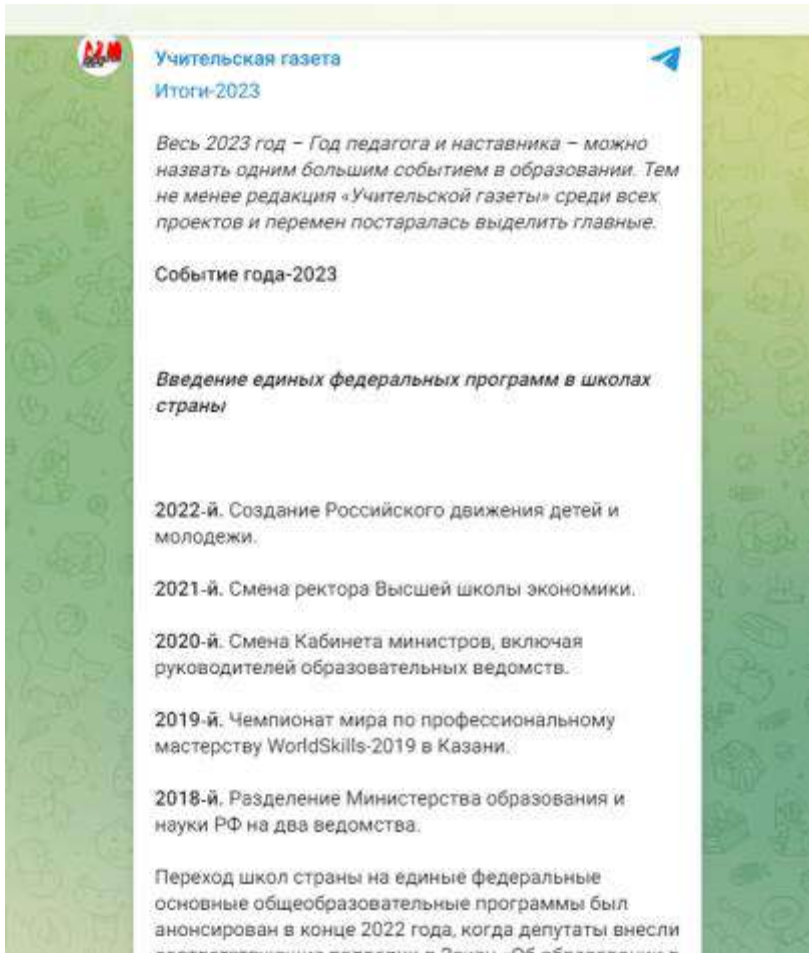 Учительская газета
Итоги-2023
Весь 2023 год – Год педагога и наставника – можно
назвать одним большим событием в образовании. Тем
не менее редакция «Учительской газеты» среди всех
проектов и перемен постаралась выделить главные.
Событие года-2023
Введение единых федеральных программ в школах
страны
2022-й. Создание Российского движения детей и
молодежи.
2021-й. Смена ректора Высшей школы экономики.
2020-й. Смена Кабинета министров, включая
руководителей образовательных ведомств.
2019-й. Чемпионат мира по профессиональному
мастерству WorldSkills-2019 в Казани.
2018-й. Разделение Министерства образования и
науки РФ на два ведомства.
Переход школ страны на единые федеральные
основные общеобразовательные программы был
анонсирован в конце 2022 года, когда депутаты внесли